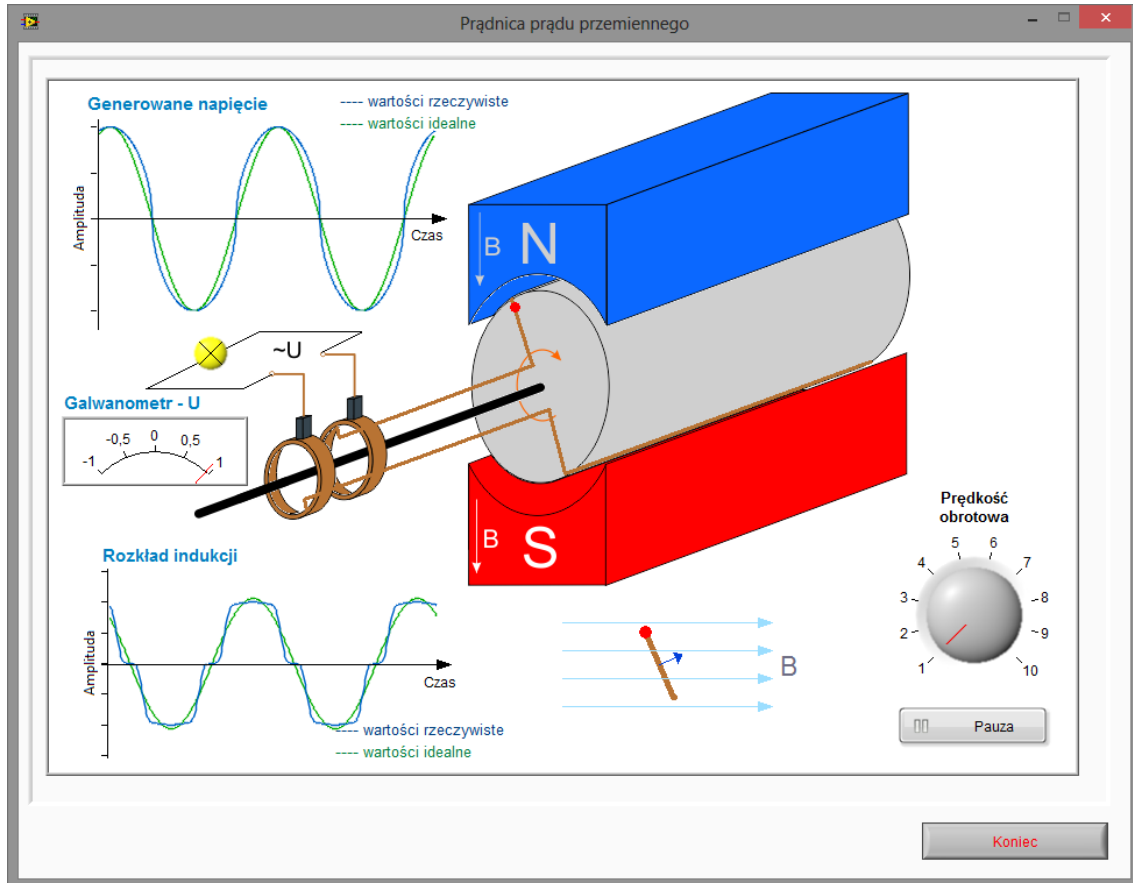 Prądnica prądu przemiennego
Generowane napięcie
---- wartości rzeczywiste
---- wartości idealne
Amplituda
Czas
B
N
~U
Galwanometr - U
-1
-0,5
0
0,5
1
B
S
Rozkład indukcji
Amplituda
Czas
---- wartości rzeczywiste
---- wartości idealne
B
Prędkość
obrotowa
1
2
3
4
5
6
7
8
9
10
Pauza
Koniec